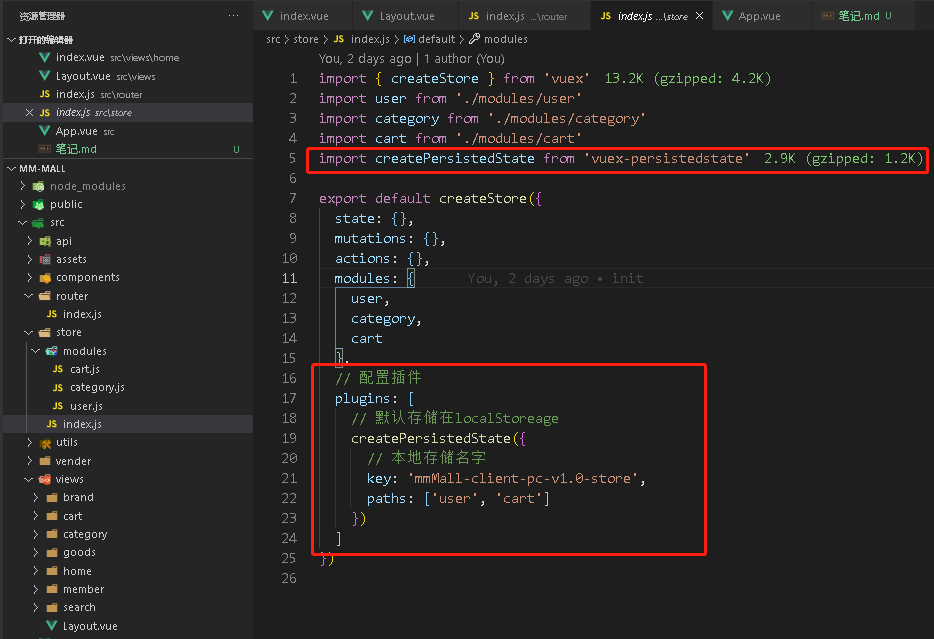 资源管理器 ···
打开的编辑器
index.vue src\views\home
Layout.vue src\views
JS index.js src\router
JS index.js src\store
App.vue src
笔记.md U
MM-MALL
node_modules
public
src
api
assets
components
router
JS index.js
store
modules
JS cart.js
JS category.js
JS user.js
JS index.js
utils
vender
views
brand
cart
category
goods
home
member
search
Layout.vue
index.vue Layout.vue JS index.js ...\router JS index.js ...\store App.vue 笔记.md U
src > store > JS index.js > default > modules
You, 2 days ago | 1 author (You)
1 import { createStore } from 'vuex' 13.2K (gzipped: 4.2K)
2 import user from './modules/user'
3 import category from './modules/category'
4 import cart from './modules/cart'
5 import createPersistedState from 'vuex-persistedstate' 2.9K (gzipped: 1.2K)
6
7 export default createStore({
8 state: {},
9 mutations: {},
10 actions: {},
11 modules: { You, 2 days ago • init
12 user,
13 category,
14 cart
15 },
16 // 配置插件
17 plugins: [
18 // 默认存储在localStoreage
19 createPersistedState({
20 // 本地存储名字
21 key: 'mmMall-client-pc-v1.0-store',
22 paths: ['user', 'cart']
23 })
24 ]
25 })
26